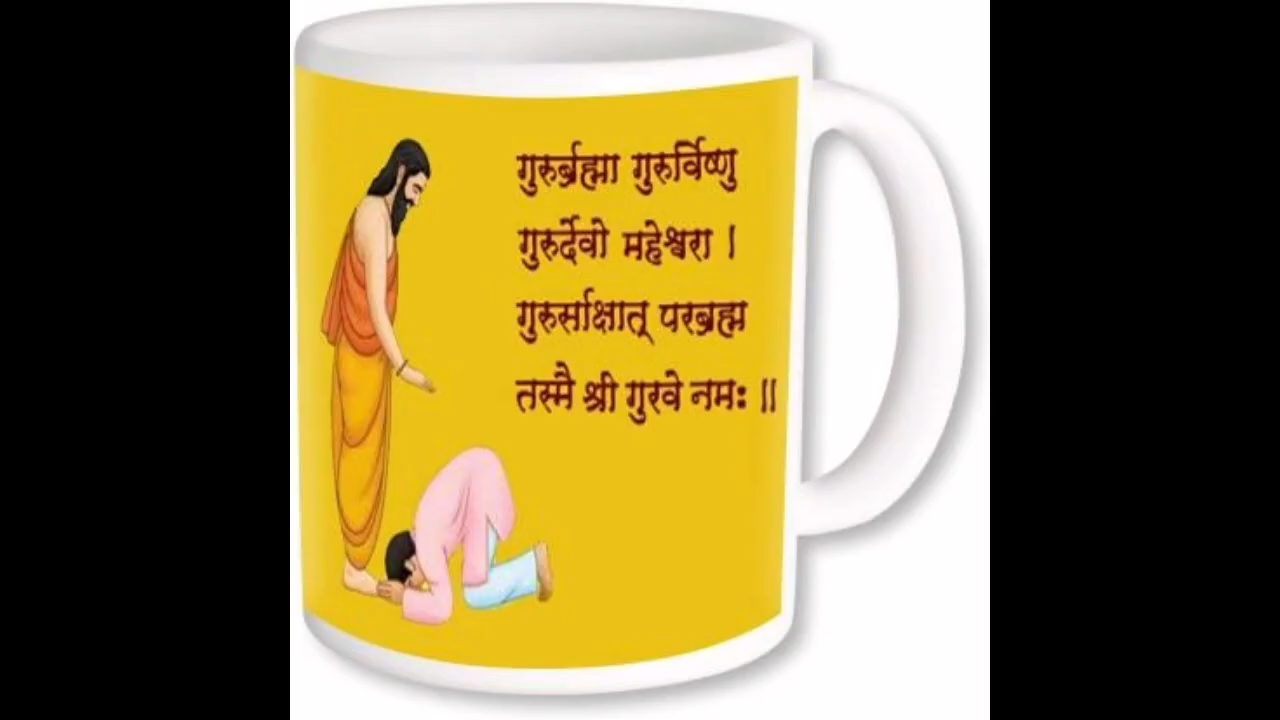 गुरुर्ब्रह्मा गुरुर्विष्णु
गुरुर्देवो महेश्वरा |
गुरुर्साक्षात् परब्रह्म
तस्मै श्री गुरवे नमः ||